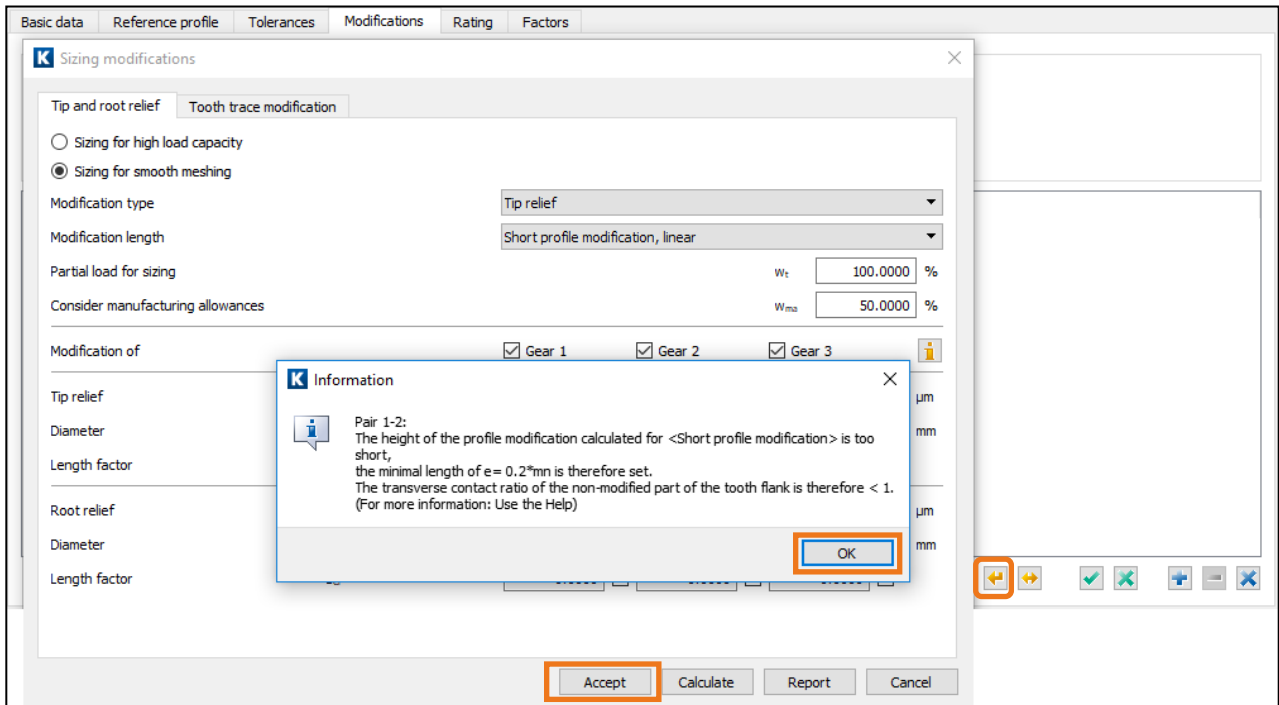 Basic data Reference profile Tolerances Modifications Rating Factors
K Sizing modifications
Tip and root relief Tooth trace modification
Sizing for high load capacity
Sizing for smooth meshing
Modification type Tip relief
Modification length Short profile modification, linear
Partial load for sizing wt 100.0000 %
Consider manufacturing allowances wma 50.0000 %
Modification of Gear 1 Gear 2 Gear 3
K Information
Tip relief µm
Pair 1-2:
The height of the profile modification calculated for <Short profile modification> is too
short,
the minimal length of e= 0.2*mn is therefore set.
The transverse contact ratio of the non-modified part of the tooth flank is therefore < 1.
(For more information: Use the Help)
Diameter mm
Length factor
Root relief µm
OK
Diameter mm
Length factor
Accept Calculate Report Cancel